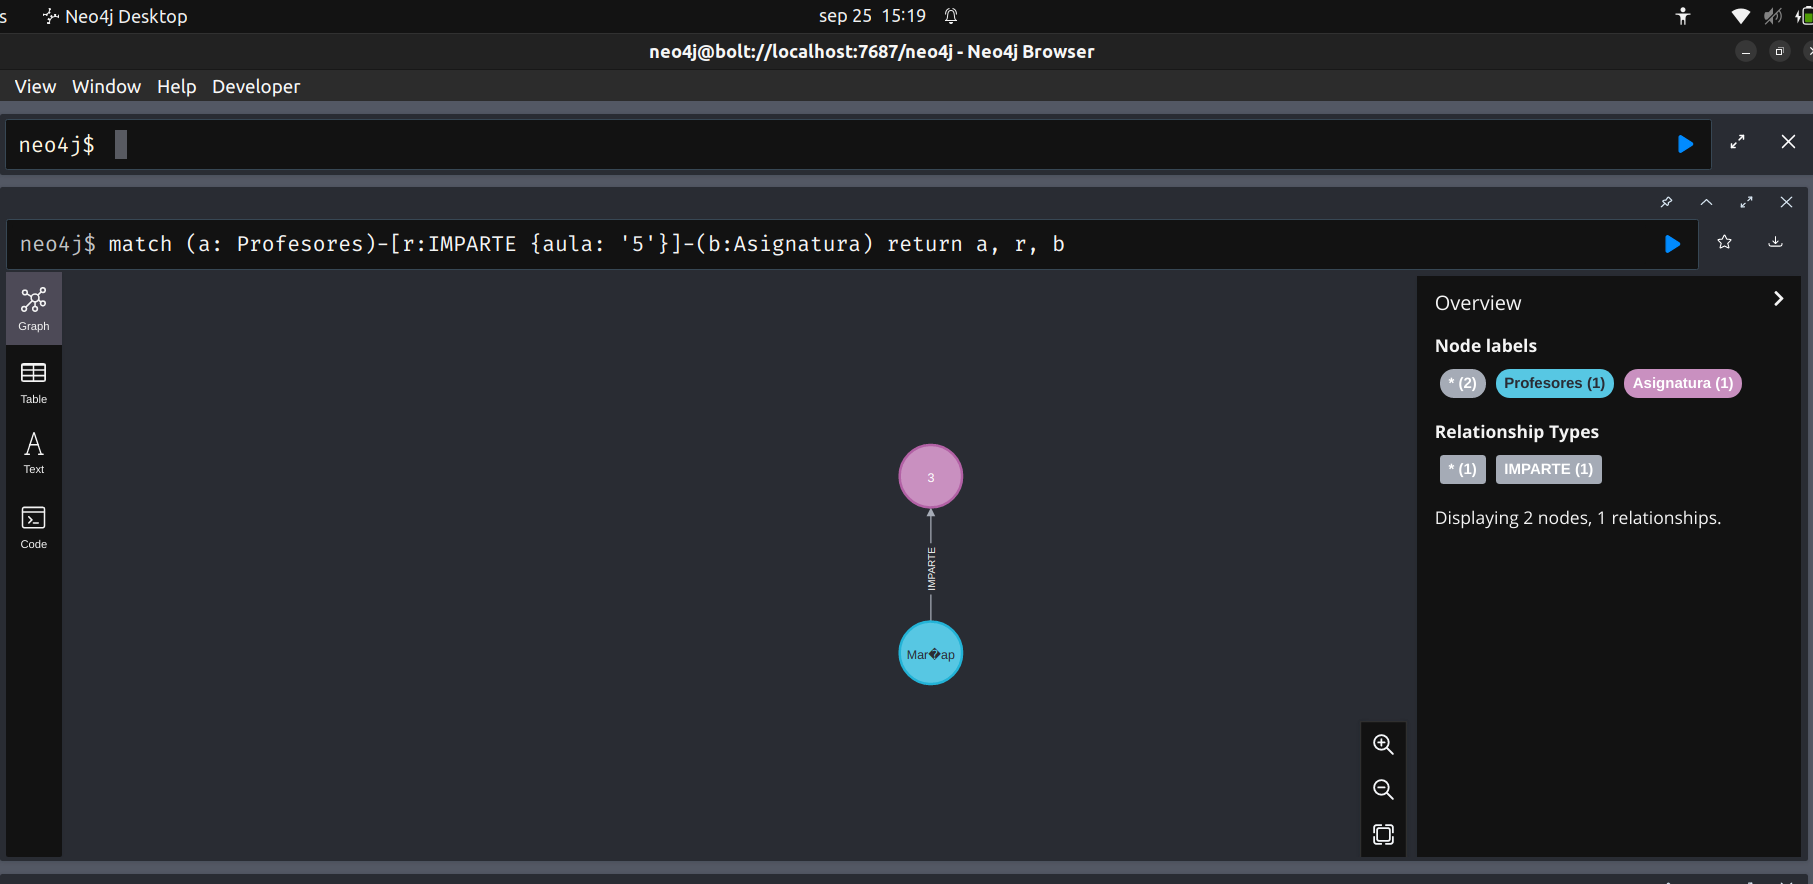 s Neo4j Desktop sep 25 15:19
neo4j@bolt://localhost:7687/neo4j - Neo4j Browser
View Window Help Developer
neo4j$
neo4j$ match (a: Profesores)-[r:IMPARTE {aula: '5'}]-(b:Asignatura) return a, r, b
Graph
Table
Text
Code
3
IMPARTE
Mar�ap
Overview
Node labels
* (2) Profesores (1) Asignatura (1)
Relationship Types
* (1) IMPARTE (1)
Displaying 2 nodes, 1 relationships.